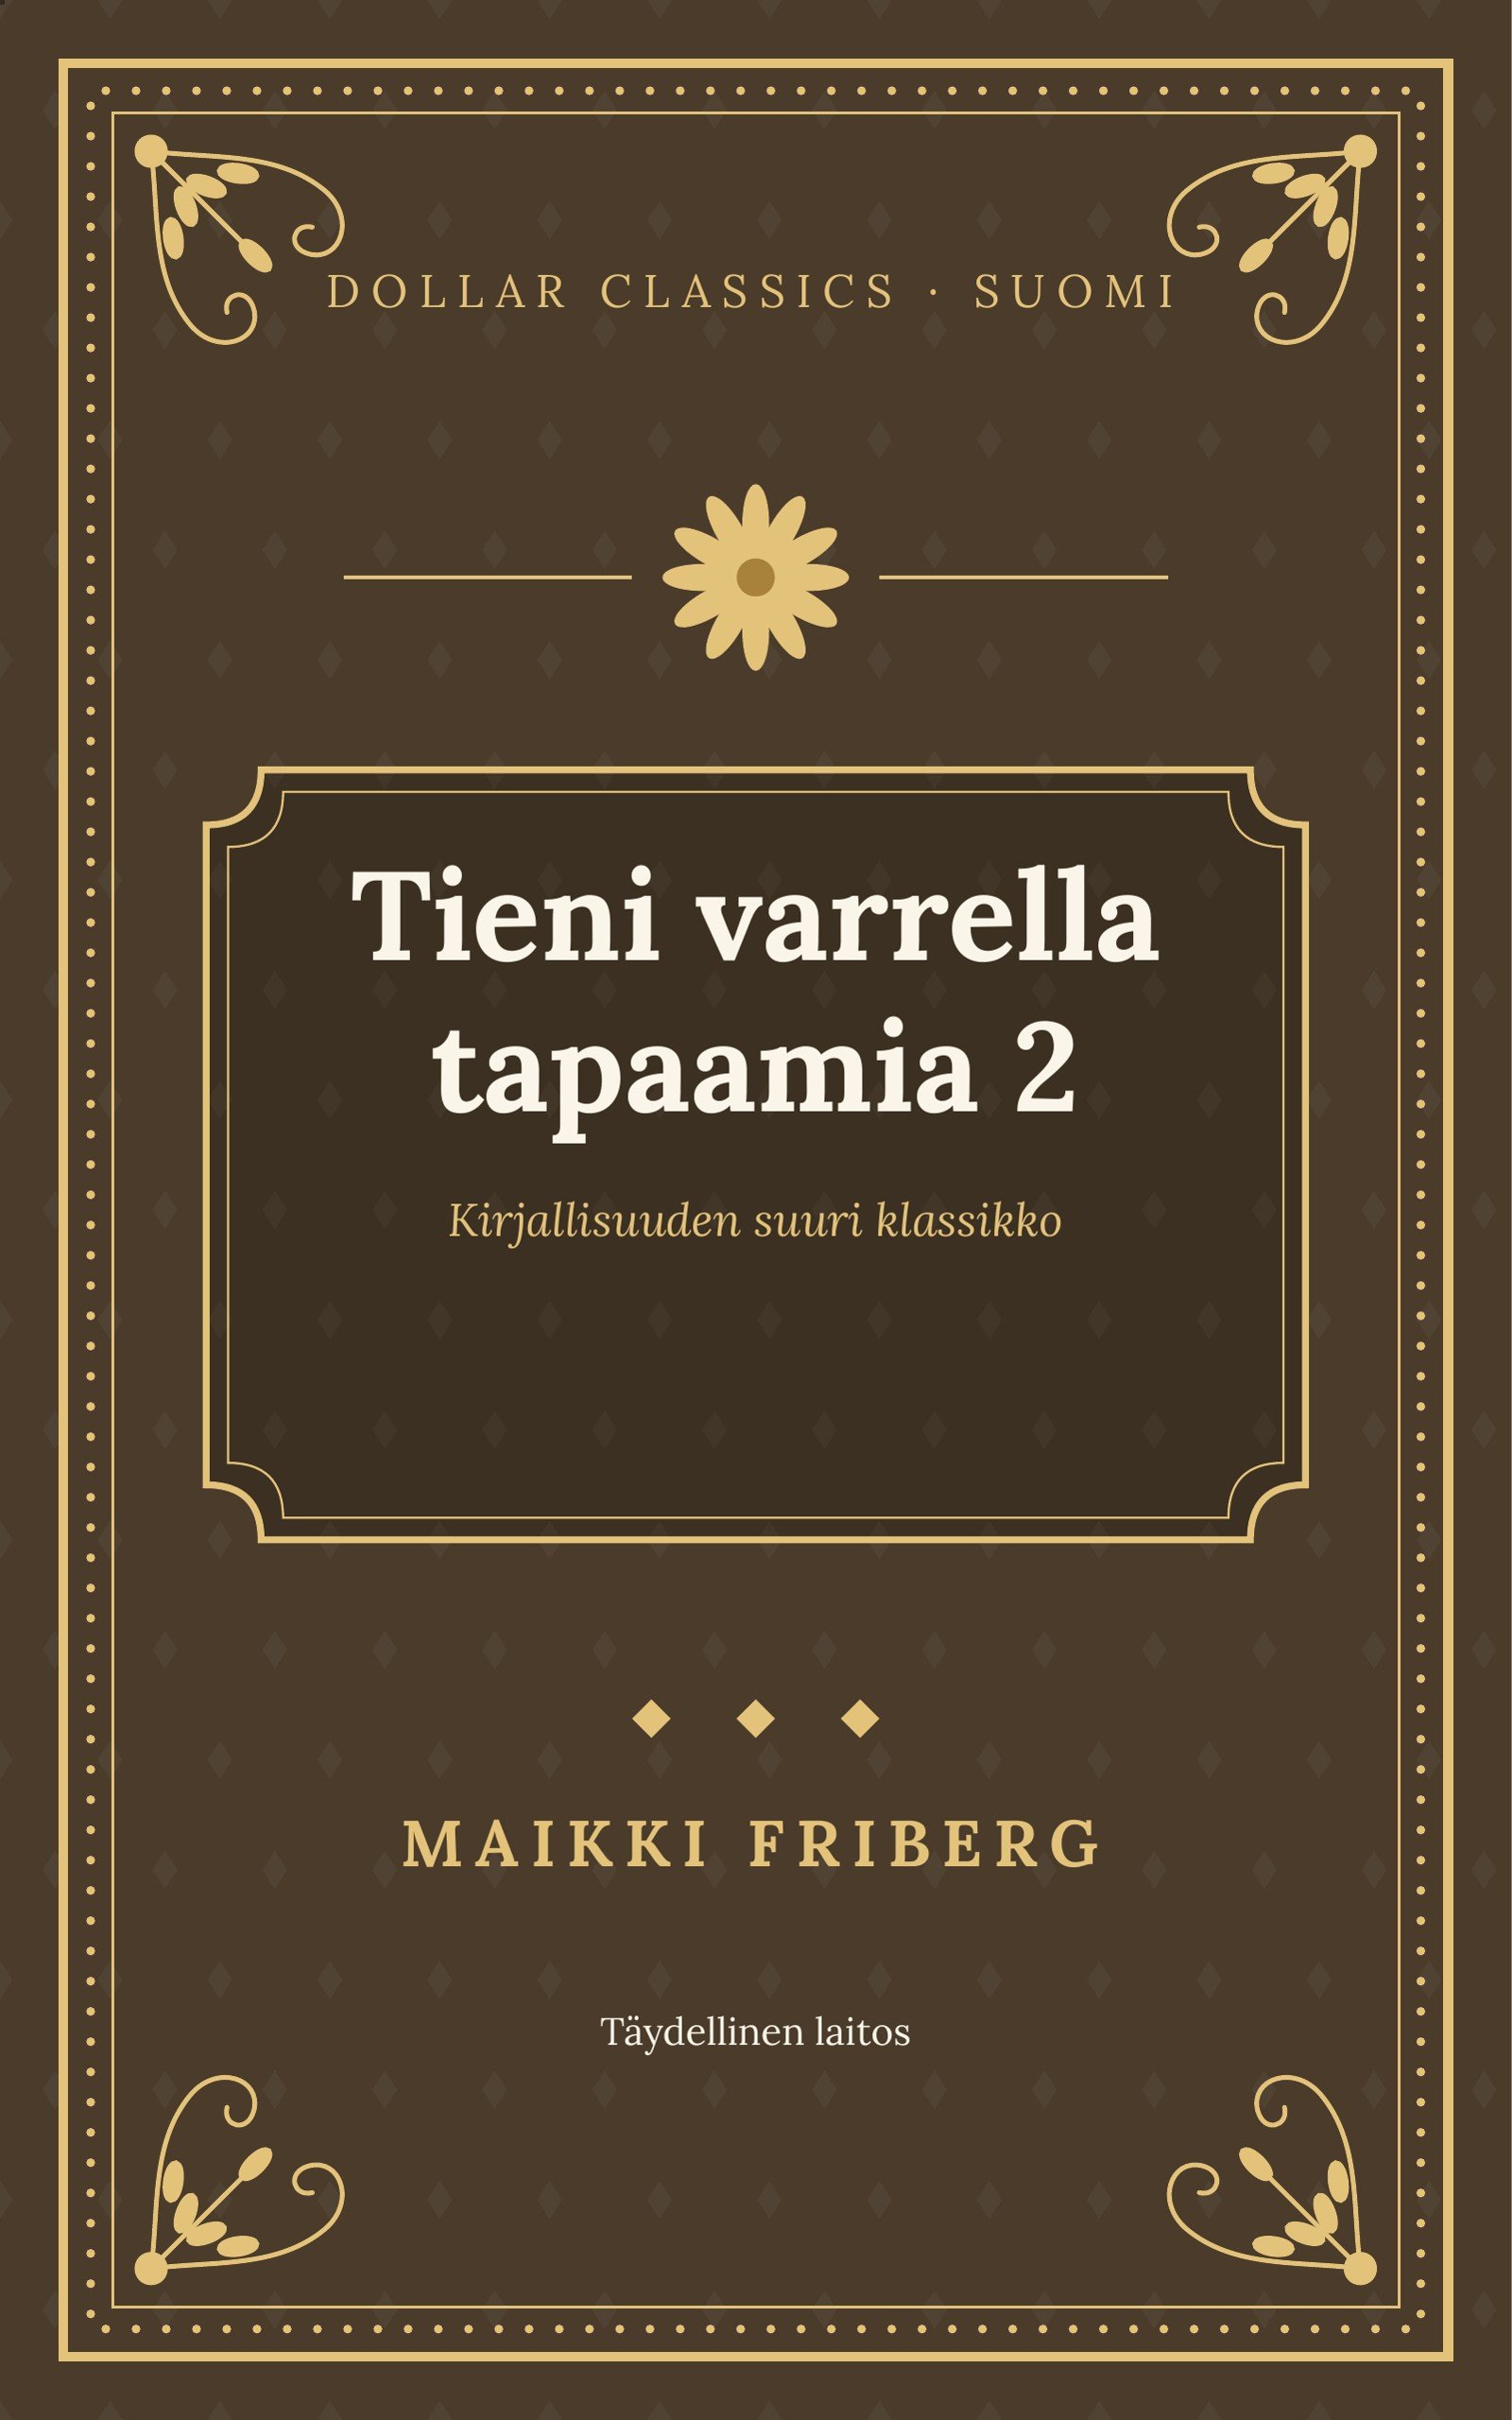 DOLLAR CLASSICS · SUOMI
Tieni varrella
tapaamia 2
Kirjallisuuden suuri klassikko
MAIKKI FRIBERG
Täydellinen laitos